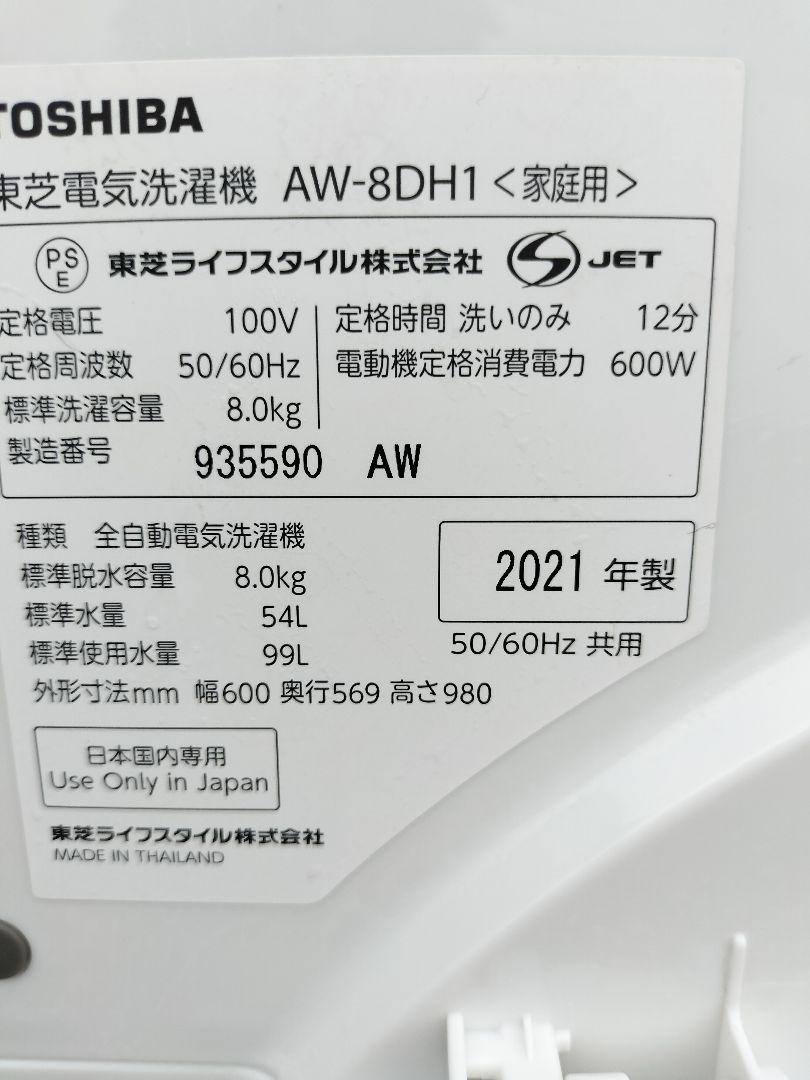 TOSHIBA
東芝電気洗濯機 AW-8DH1 <家庭用>
PSE 東芝ライフスタイル株式会社 S JET
定格電圧 100V 定格時間 洗いのみ 12分
定格周波数 50/60Hz 電動機定格消費電力 600W
標準洗濯容量 8.0kg
製造番号 935590 AW
種類 全自動電気洗濯機
標準脱水容量 8.0kg
2021 年製
標準水量 54L
50/60Hz 共用
標準使用水量 99L
外形寸法mm 幅600 奥行569 高さ980
日本国内専用
Use Only in Japan
東芝ライフスタイル株式会社
MADE IN THAILAND